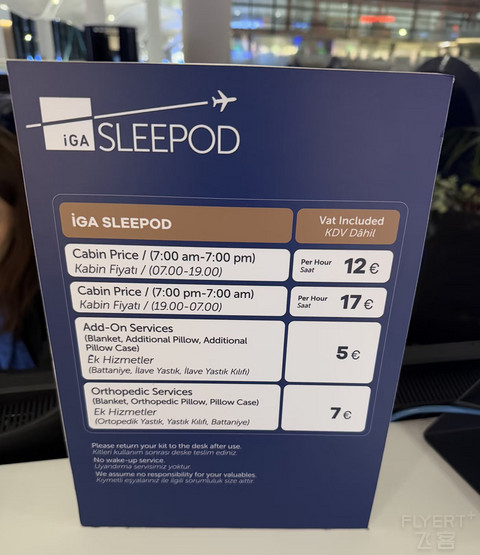 iGA SLEEPOD
iGA SLEEPOD
Vat Included
KDV Dâhil
Cabin Price / (7:00 am-7:00 pm)
Kabin Fiyatı / (07.00-19.00)
Per Hour
Saat
12 €
Cabin Price / (7:00 pm-7:00 am)
Kabin Fiyatı / (19.00-07.00)
Per Hour
Saat
17 €
Add-On Services
(Blanket, Additional Pillow, Additional
Pillow Case)
Ek Hizmetler
(Battaniye, İlave Yastık, İlave Yastık Kılıfı)
5 €
Orthopedic Services
(Blanket, Orthopedic Pillow, Pillow Case)
Ek Hizmetler
(Ortopedik Yastık, Yastık Kılıfı, Battaniye)
7 €
Please return your kit to the desk after use.
Kitleri kullanım sonrası deske teslim ediniz.
No wake-up service.
Uyandırma servisimiz yoktur.
We assume no responsibility for your valuables.
Kıymetli eşyaların ile ilgili sorumluluk size aittir
FLYERT+
飞客